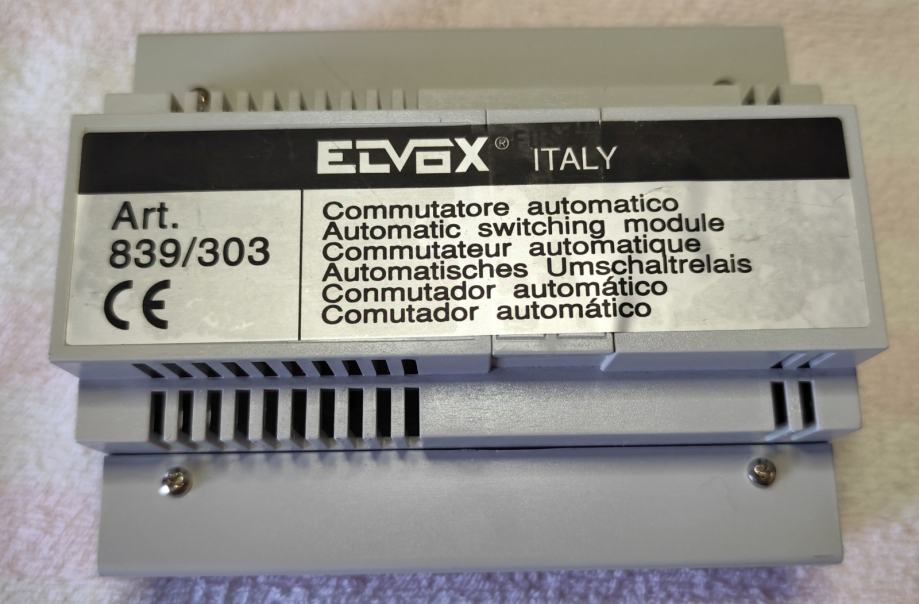 ELVOX® ITALY
Art.
839/303
CE
Commutatore automatico
Automatic switching module
Commutateur automatique
Automatisches Umschaltrelais
Conmutador automático
Comutador automático